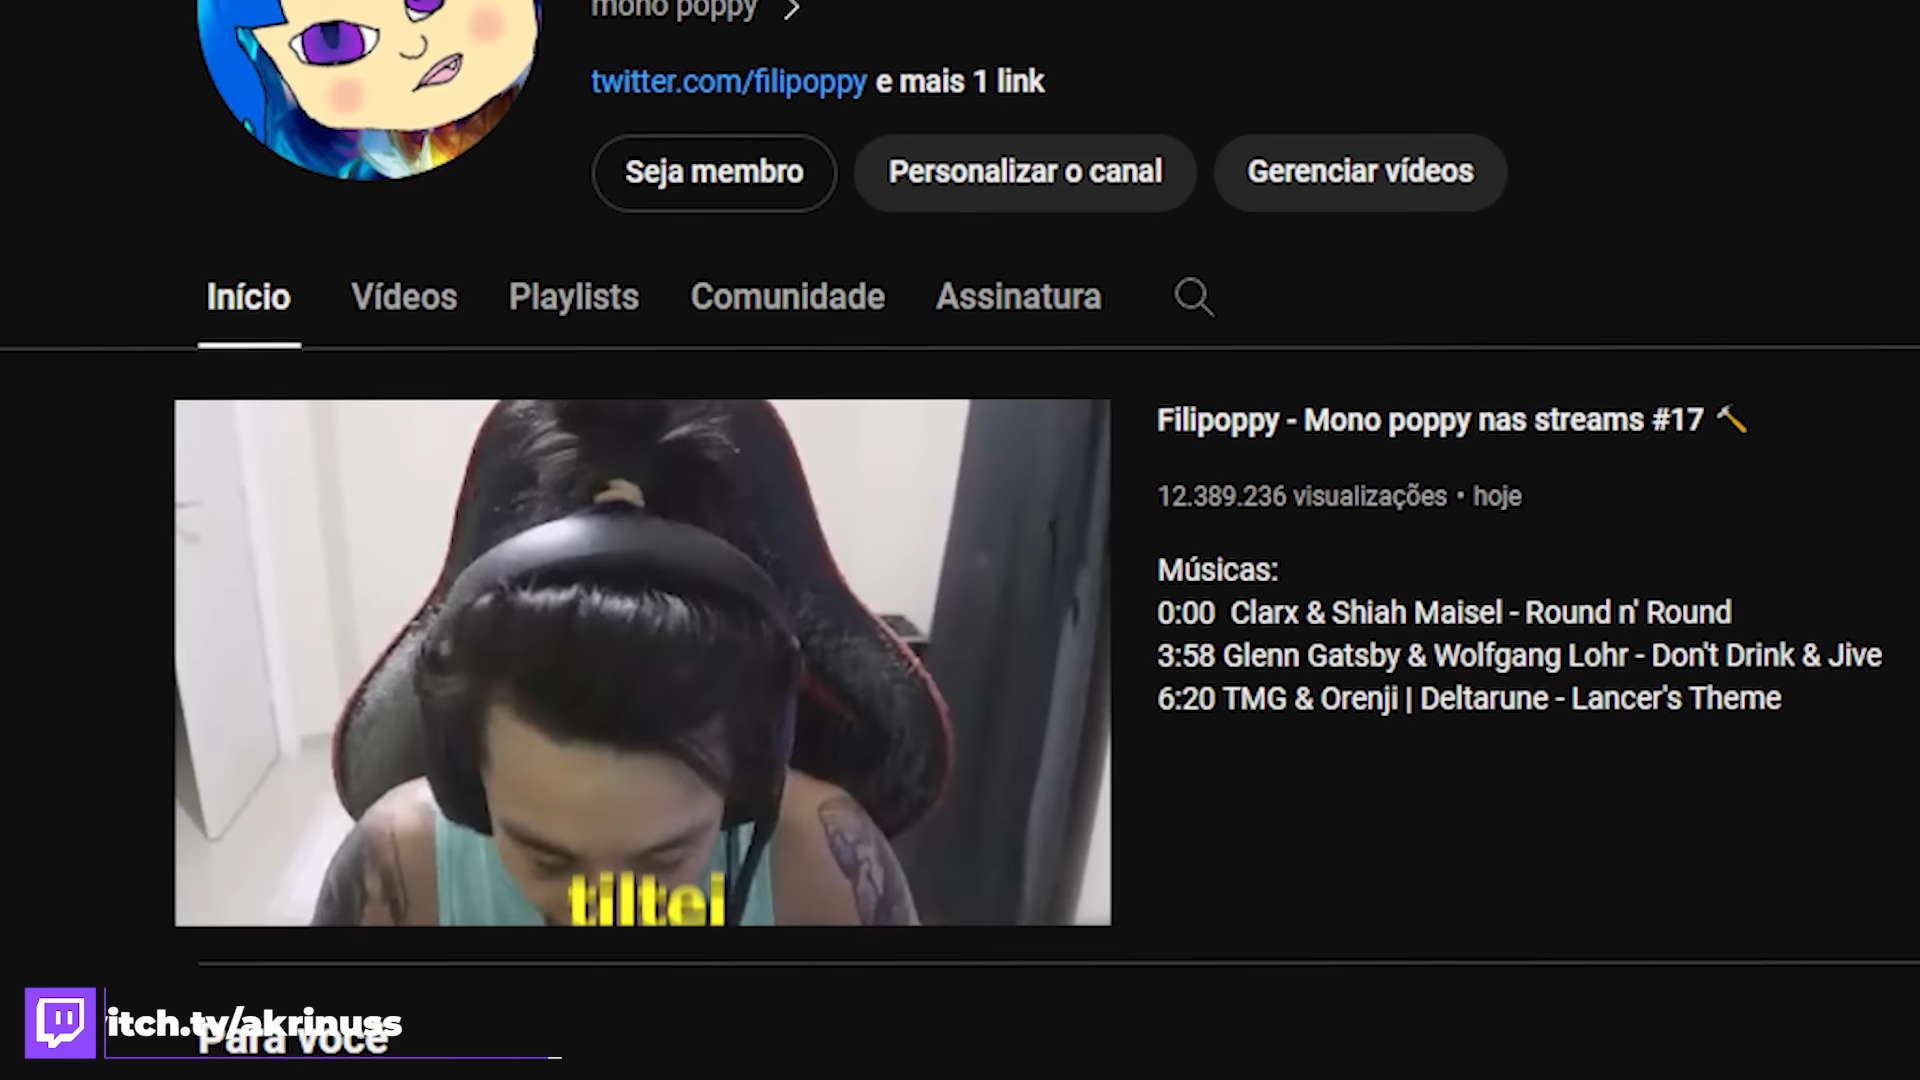 mono poppy
twitter.com/filipoppy e mais 1 link
Seja membro
Personalizar o canal
Gerenciar vídeos
Início
Vídeos
Playlists
Comunidade
Assinatura
Filipoppy - Mono poppy nas streams #17 🔨
12.389.236 visualizações • hoje
Músicas:
0:00 Clarx & Shiah Maisel - Round n' Round
3:58 Glenn Gatsby & Wolfgang Lohr - Don't Drink & Jive
6:20 TMG & Orenji | Deltarune - Lancer's Theme
tiltei
itch.tv/akrinuss
Para você